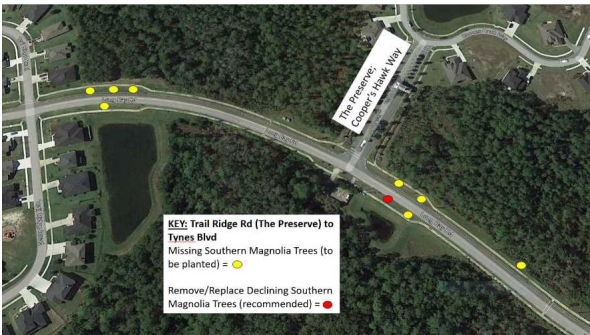 The Preserve;
Cooper's Hawk Way
KEY: Trail Ridge Rd (The Preserve) to
Tynes Blvd
Missing Southern Magnolia Trees (to
be planted) =
Remove/Replace Declining Southern
Magnolia Trees (recommended) =